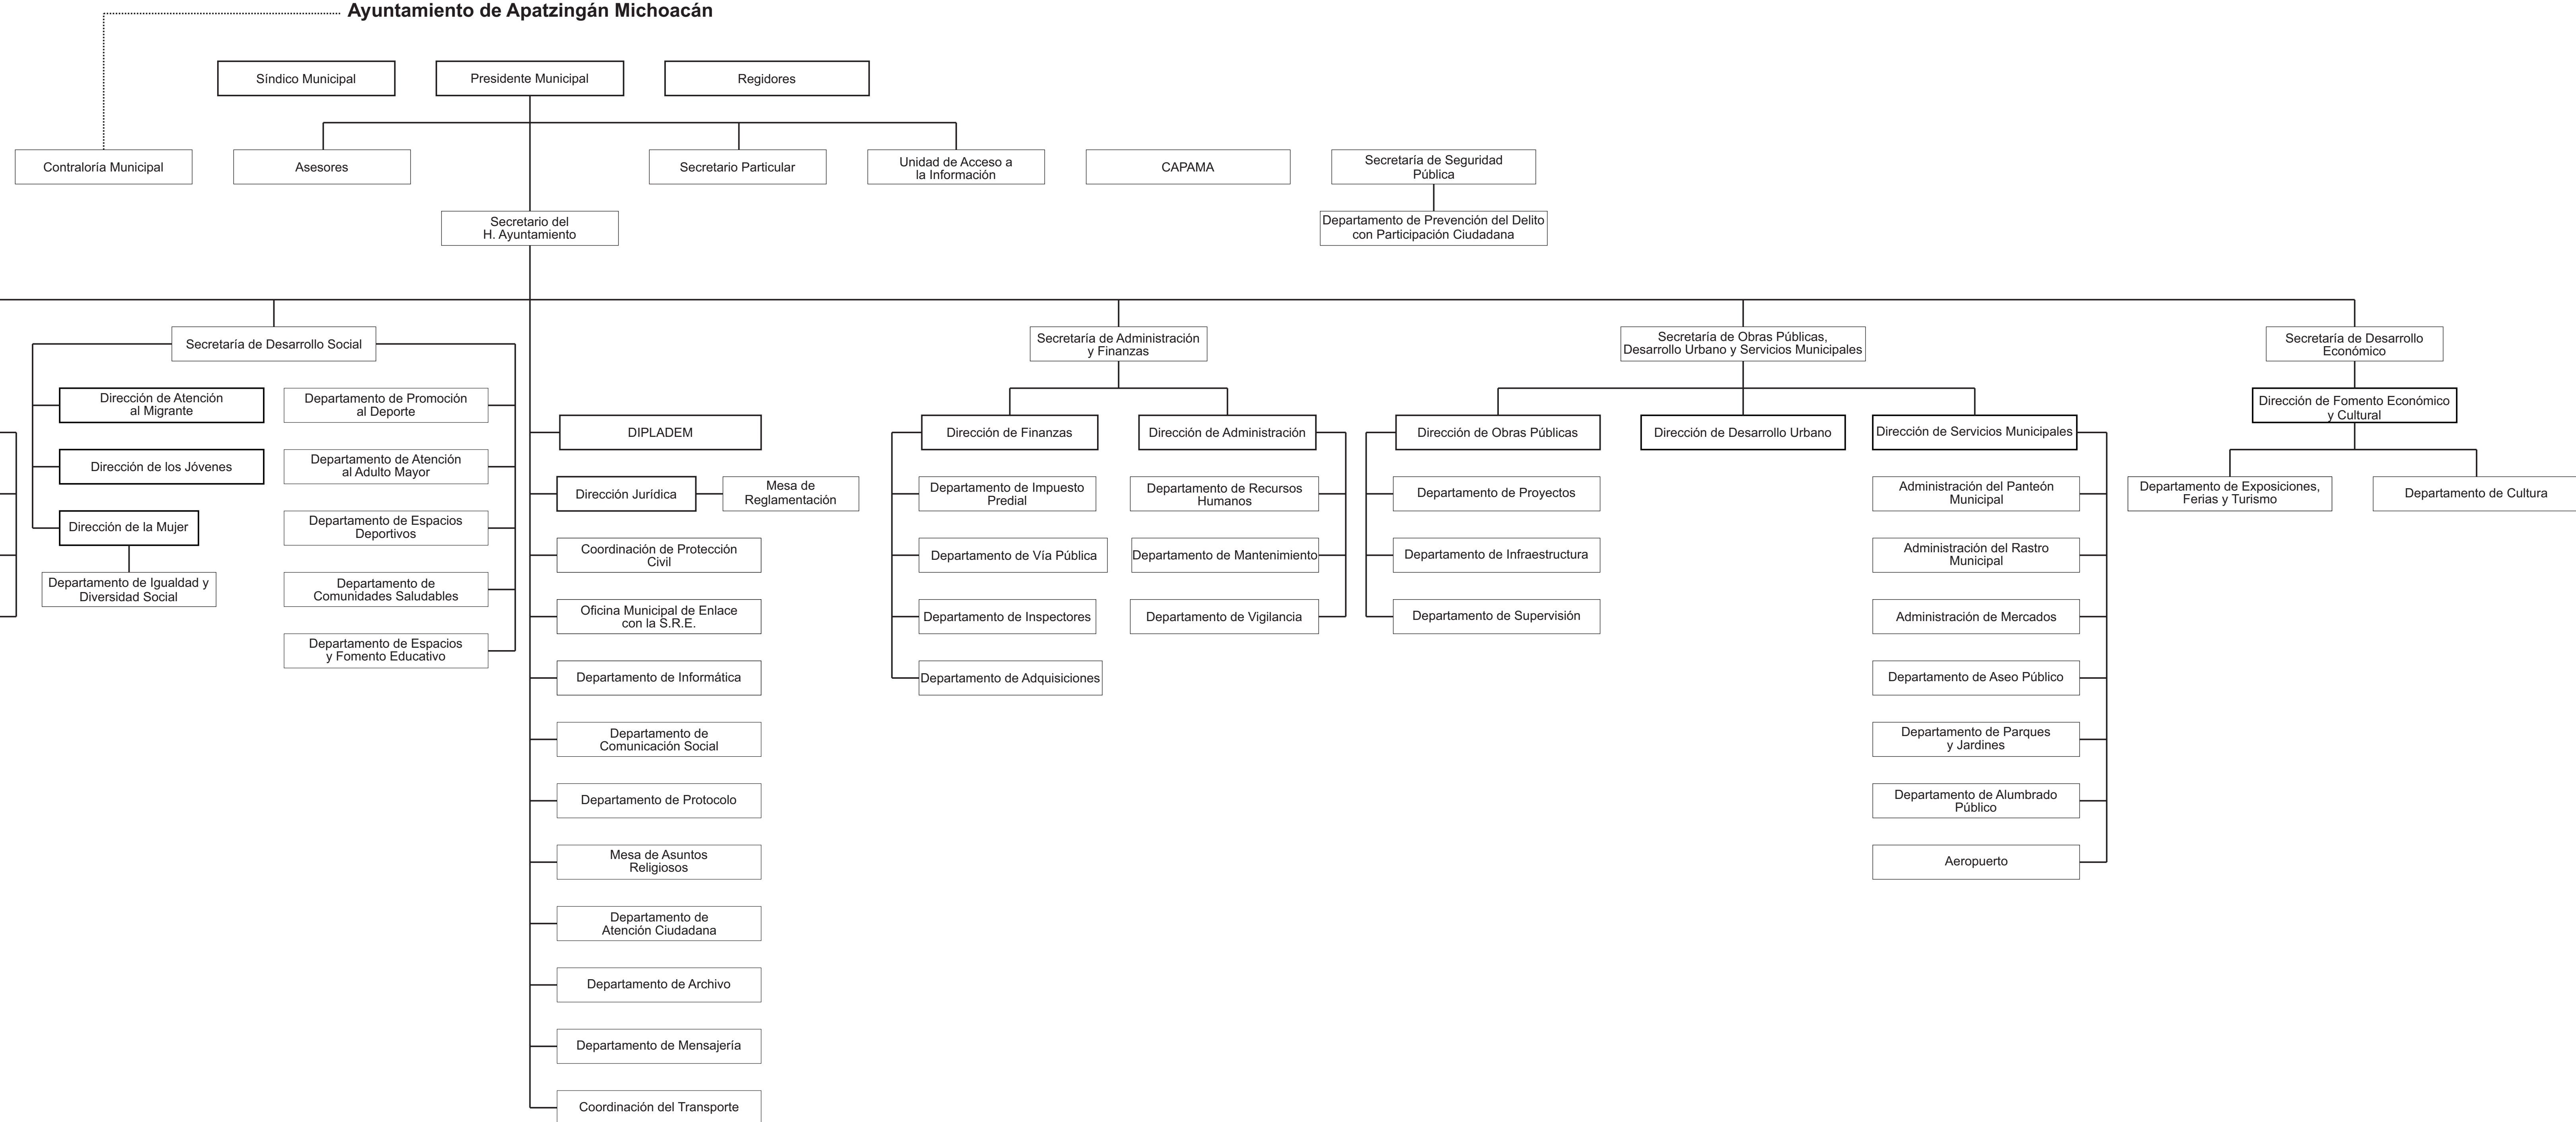 Ayuntamiento de Apatzingán Michoacán
Síndico Municipal
Presidente Municipal
Regidores
Contraloría Municipal
Asesores
Secretario Particular
Unidad de Acceso a
la Información
CAPAMA
Secretaría de Seguridad
Pública
Secretario del
H. Ayuntamiento
Departamento de Prevención del Delito
con Participación Ciudadana
Secretaría de Desarrollo Social
Dirección de Atención
al Migrante
Dirección de los Jóvenes
Dirección de la Mujer
Departamento de Igualdad y
Diversidad Social
Departamento de Promoción
al Deporte
Departamento de Atención
al Adulto Mayor
Departamento de Espacios
Deportivos
Departamento de
Comunidades Saludables
Departamento de Espacios
y Fomento Educativo
DIPLADEM
Dirección Jurídica
Mesa de
Reglamentación
Coordinación de Protección
Civil
Oficina Municipal de Enlace
con la S.R.E.
Departamento de Informática
Departamento de
Comunicación Social
Departamento de Protocolo
Mesa de Asuntos
Religiosos
Departamento de
Atención Ciudadana
Departamento de Archivo
Departamento de Mensajería
Coordinación del Transporte
Secretaría de Administración
y Finanzas
Dirección de Finanzas
Departamento de Impuesto
Predial
Departamento de Vía Pública
Departamento de Inspectores
Departamento de Adquisiciones
Dirección de Administración
Departamento de Recursos
Humanos
Departamento de Mantenimiento
Departamento de Vigilancia
Secretaría de Obras Públicas,
Desarrollo Urbano y Servicios Municipales
Dirección de Obras Públicas
Departamento de Proyectos
Departamento de Infraestructura
Departamento de Supervisión
Dirección de Desarrollo Urbano
Dirección de Servicios Municipales
Administración del Panteón
Municipal
Administración del Rastro
Municipal
Administración de Mercados
Departamento de Aseo Público
Departamento de Parques
y Jardines
Departamento de Alumbrado
Público
Aeropuerto
Secretaría de Desarrollo
Económico
Dirección de Fomento Económico
y Cultural
Departamento de Exposiciones,
Ferias y Turismo
Departamento de Cultura